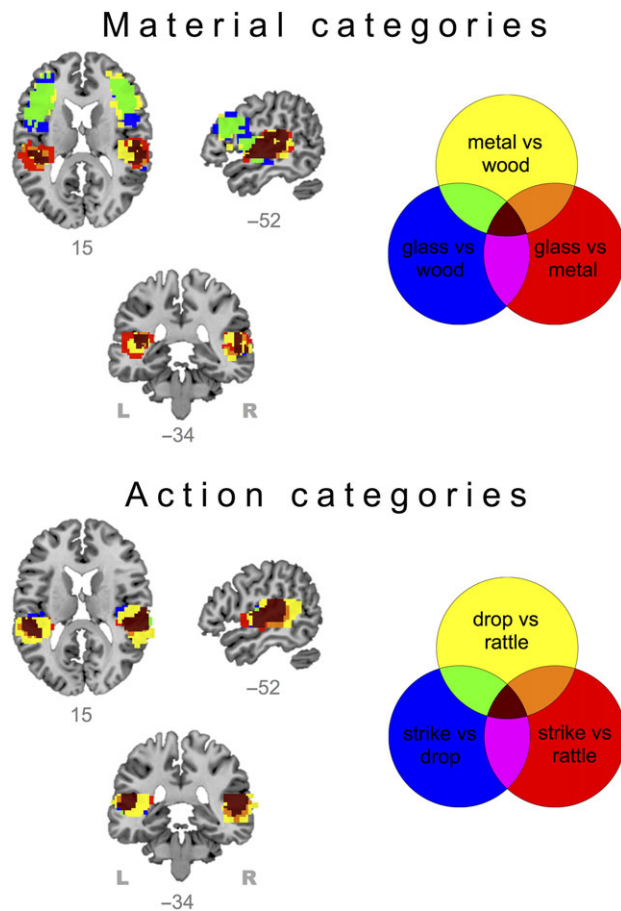 Material categories
metal vs
wood
glass vs
wood
glass vs
metal
15
–52
L
R
–34
Action categories
drop vs
rattle
strike vs
drop
strike vs
rattle
15
–52
L
R
–34